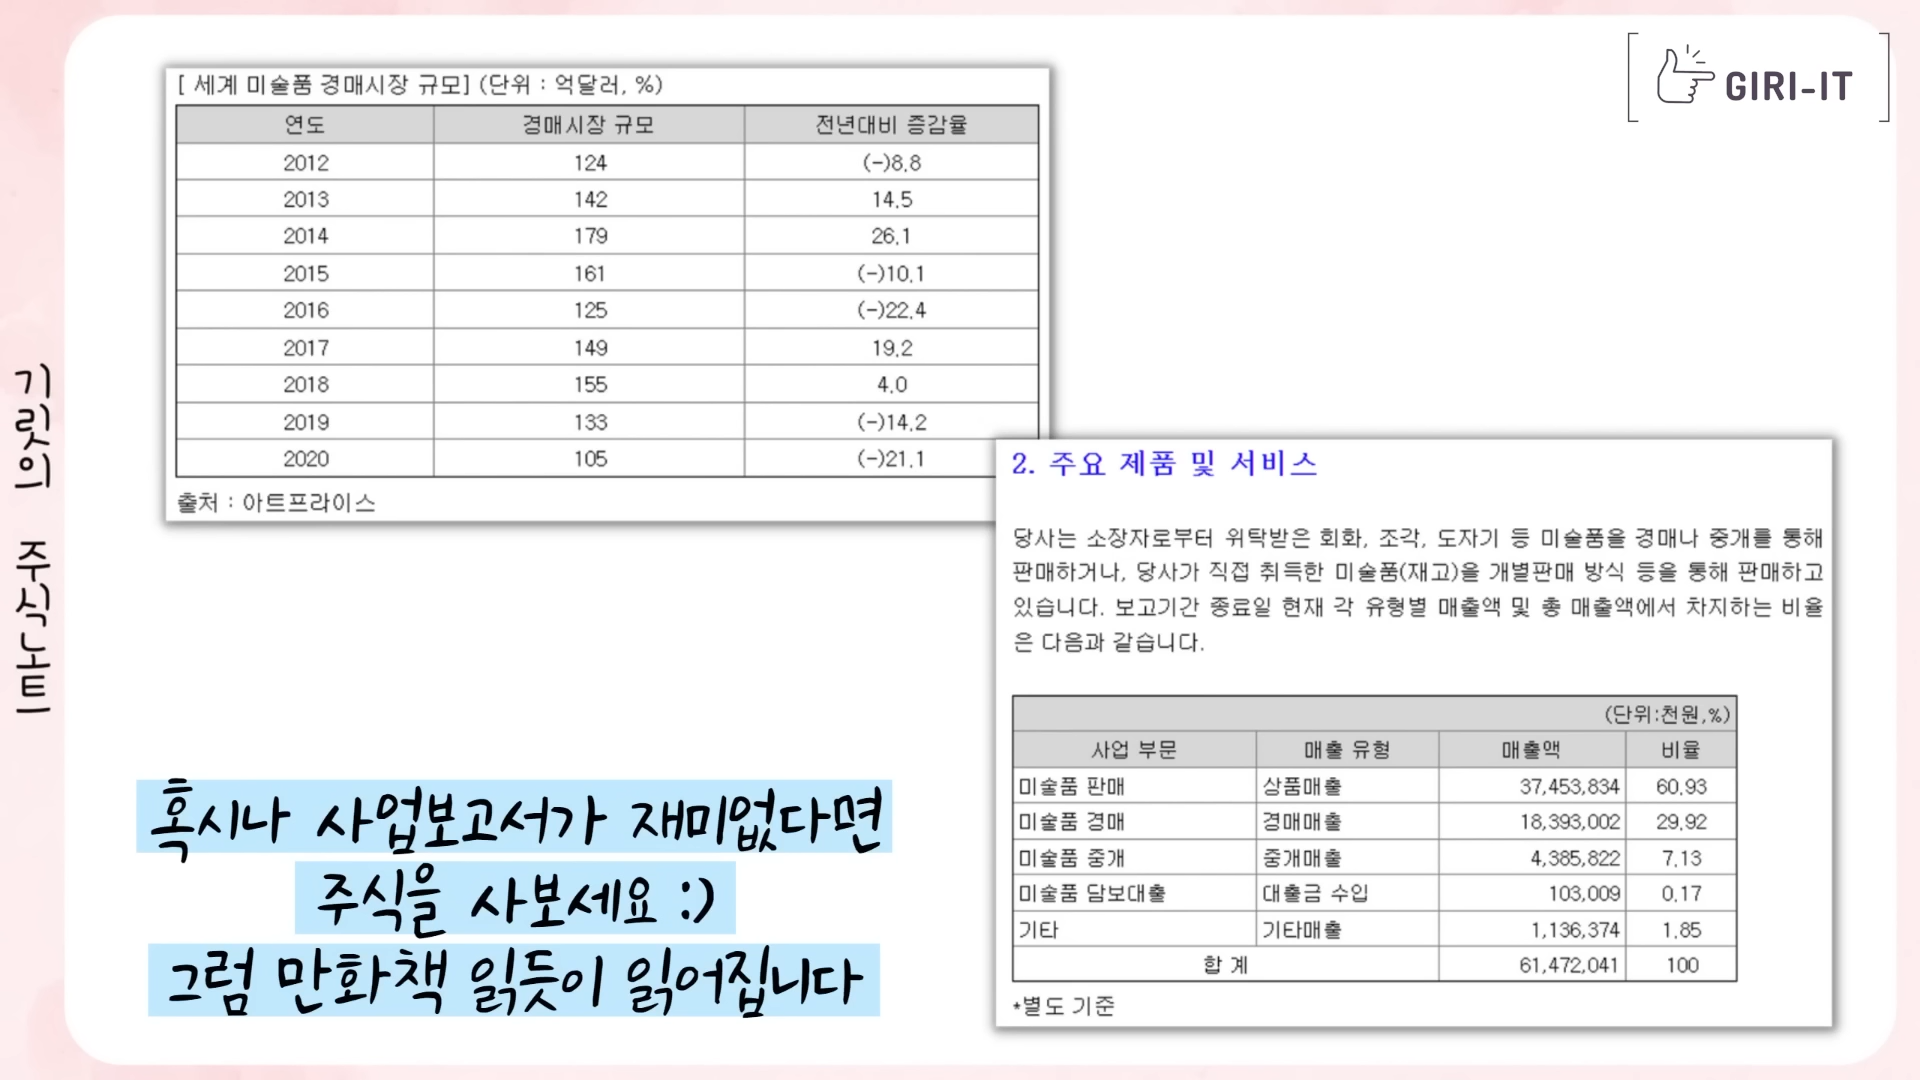 [ 세계 미술품 경매시장 규모] (단위 : 억달러, %)
연도 경매시장 규모 전년대비 증감율
2012 124 (-)8.8
2013 142 14.5
2014 179 26.1
2015 161 (-)10.1
2016 125 (-)22.4
2017 149 19.2
2018 155 4.0
2019 133 (-)14.2
2020 105 (-)21.1
출처 : 아트프라이스
GIRI-IT
기릿의 주식노트
2. 주요 제품 및 서비스
당사는 소장자로부터 위탁받은 회화, 조각, 도자기 등 미술품을 경매나 중개를 통해
판매하거나, 당사가 직접 취득한 미술품(재고)을 개별판매 방식 등을 통해 판매하고
있습니다. 보고기간 종료일 현재 각 유형별 매출액 및 총 매출액에서 차지하는 비율
은 다음과 같습니다.
(단위:천원,%)
사업 부문 매출 유형 매출액 비율
미술품 판매 상품매출 37,453,834 60.93
미술품 경매 경매매출 18,393,002 29.92
미술품 중개 중개매출 4,385,822 7.13
미술품 담보대출 대출금 수입 103,009 0.17
기타 기타매출 1,136,374 1.85
합 계 61,472,041 100
*별도 기준
혹시나 사업보고서가 재미없다면
주식을 사보세요 :)
그럼 만화책 읽듯이 읽어집니다